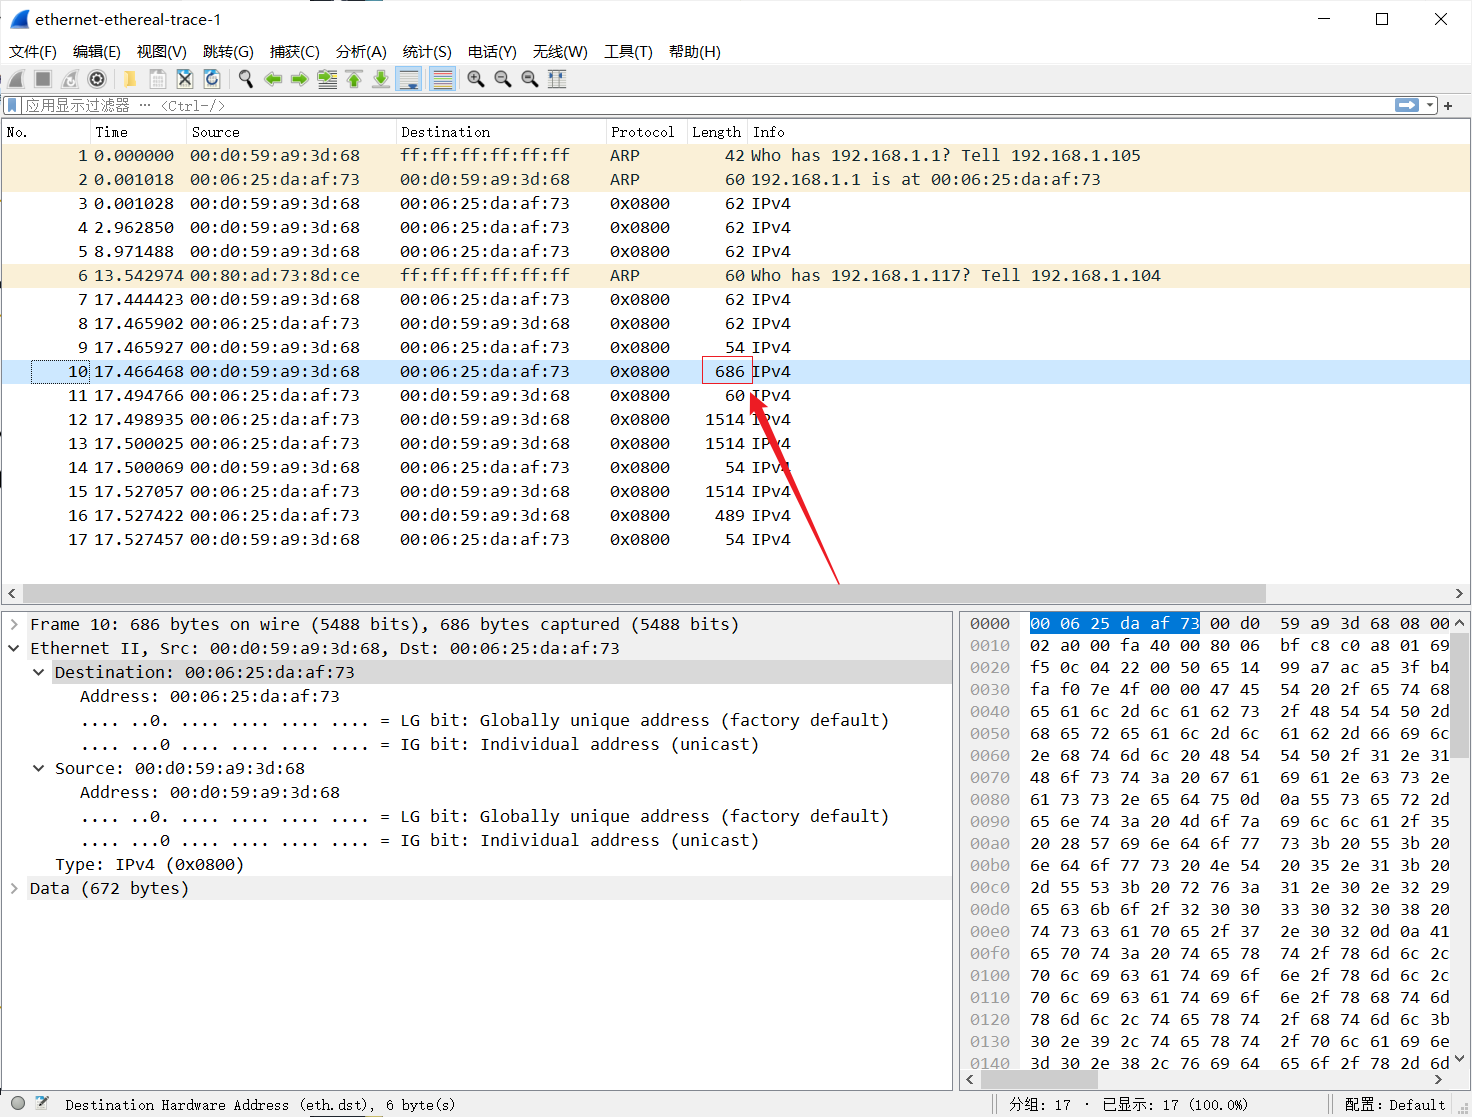 ethernet-ethereal-trace-1
文件(F) 编辑(E) 视图(V) 跳转(G) 捕获(C) 分析(A) 统计(S) 电话(Y) 无线(W) 工具(T) 帮助(H)
应用显示过滤器 … <Ctrl-/>
No. Time Source Destination Protocol Length Info
1 0.000000 00:d0:59:a9:3d:68 ff:ff:ff:ff:ff:ff ARP 42 Who has 192.168.1.1? Tell 192.168.1.105
2 0.001018 00:06:25:da:af:73 00:d0:59:a9:3d:68 ARP 60 192.168.1.1 is at 00:06:25:da:af:73
3 0.001028 00:d0:59:a9:3d:68 00:06:25:da:af:73 0x0800 62 IPv4
4 2.962850 00:d0:59:a9:3d:68 00:06:25:da:af:73 0x0800 62 IPv4
5 8.971488 00:d0:59:a9:3d:68 00:06:25:da:af:73 0x0800 62 IPv4
6 13.542974 00:80:ad:73:8d:ce ff:ff:ff:ff:ff:ff ARP 60 Who has 192.168.1.117? Tell 192.168.1.104
7 17.444423 00:d0:59:a9:3d:68 00:06:25:da:af:73 0x0800 62 IPv4
8 17.465902 00:06:25:da:af:73 00:d0:59:a9:3d:68 0x0800 62 IPv4
9 17.465927 00:d0:59:a9:3d:68 00:06:25:da:af:73 0x0800 54 IPv4
10 17.466468 00:d0:59:a9:3d:68 00:06:25:da:af:73 0x0800 686 IPv4
11 17.494766 00:06:25:da:af:73 00:d0:59:a9:3d:68 0x0800 60 IPv4
12 17.498935 00:06:25:da:af:73 00:d0:59:a9:3d:68 0x0800 1514 IPv4
13 17.500025 00:06:25:da:af:73 00:d0:59:a9:3d:68 0x0800 1514 IPv4
14 17.500069 00:d0:59:a9:3d:68 00:06:25:da:af:73 0x0800 54 IPv4
15 17.527057 00:06:25:da:af:73 00:d0:59:a9:3d:68 0x0800 1514 IPv4
16 17.527422 00:06:25:da:af:73 00:d0:59:a9:3d:68 0x0800 489 IPv4
17 17.527457 00:d0:59:a9:3d:68 00:06:25:da:af:73 0x0800 54 IPv4
Frame 10: 686 bytes on wire (5488 bits), 686 bytes captured (5488 bits)
Ethernet II, Src: 00:d0:59:a9:3d:68, Dst: 00:06:25:da:af:73
Destination: 00:06:25:da:af:73
Address: 00:06:25:da:af:73
.... ..0. .... .... .... .... = LG bit: Globally unique address (factory default)
.... ...0 .... .... .... .... = IG bit: Individual address (unicast)
Source: 00:d0:59:a9:3d:68
Address: 00:d0:59:a9:3d:68
.... ..0. .... .... .... .... = LG bit: Globally unique address (factory default)
.... ...0 .... .... .... .... = IG bit: Individual address (unicast)
Type: IPv4 (0x0800)
Data (672 bytes)
0000 00 06 25 da af 73 00 d0 59 a9 3d 68 08 00
0010 02 a0 00 fa 40 00 80 06 bf c8 c0 a8 01 69
0020 f5 0c 04 22 00 50 65 14 99 a7 ac a5 3f b4
0030 fa f0 7e 4f 00 00 47 45 54 20 2f 65 74 68
0040 65 61 6c 2d 6c 61 62 73 2f 48 54 54 50 2d
0050 68 65 72 65 61 6c 2d 6c 61 62 2d 66 69 6c
0060 2e 68 74 6d 6c 20 48 54 54 50 2f 31 2e 31
0070 48 6f 73 74 3a 20 67 61 69 61 2e 63 73 2e
0080 61 73 73 2e 65 64 75 0d 0a 55 73 65 72 2d
0090 65 6e 74 3a 20 4d 6f 7a 69 6c 6c 61 2f 35
00a0 20 28 57 69 6e 64 6f 77 73 3b 20 55 3b 20
00b0 6e 64 6f 77 73 20 4e 54 20 35 2e 31 3b 20
00c0 2d 55 53 3b 20 72 76 3a 31 2e 30 2e 32 29
00d0 65 63 6b 6f 2f 32 30 30 33 30 32 30 38 20
00e0 74 73 63 61 70 65 2f 37 2e 30 32 0d 0a 41
00f0 65 70 74 3a 20 74 65 78 74 2f 78 6d 6c 2c
0100 70 6c 69 63 61 74 69 6f 6e 2f 78 6d 6c 2c
0110 70 6c 69 63 61 74 69 6f 6e 2f 78 68 74 6d
0120 78 6d 6c 2c 74 65 78 74 2f 68 74 6d 6c 3b
0130 30 2e 39 2c 74 65 78 74 2f 70 6c 61 69 6e
0140 3d 30 2e 38 2c 76 69 64 65 6f 2f 78 2d 6d
Destination Hardware Address (eth.dst), 6 byte(s) 分组: 17 · 已显示: 17 (100.0%) 配置: Default